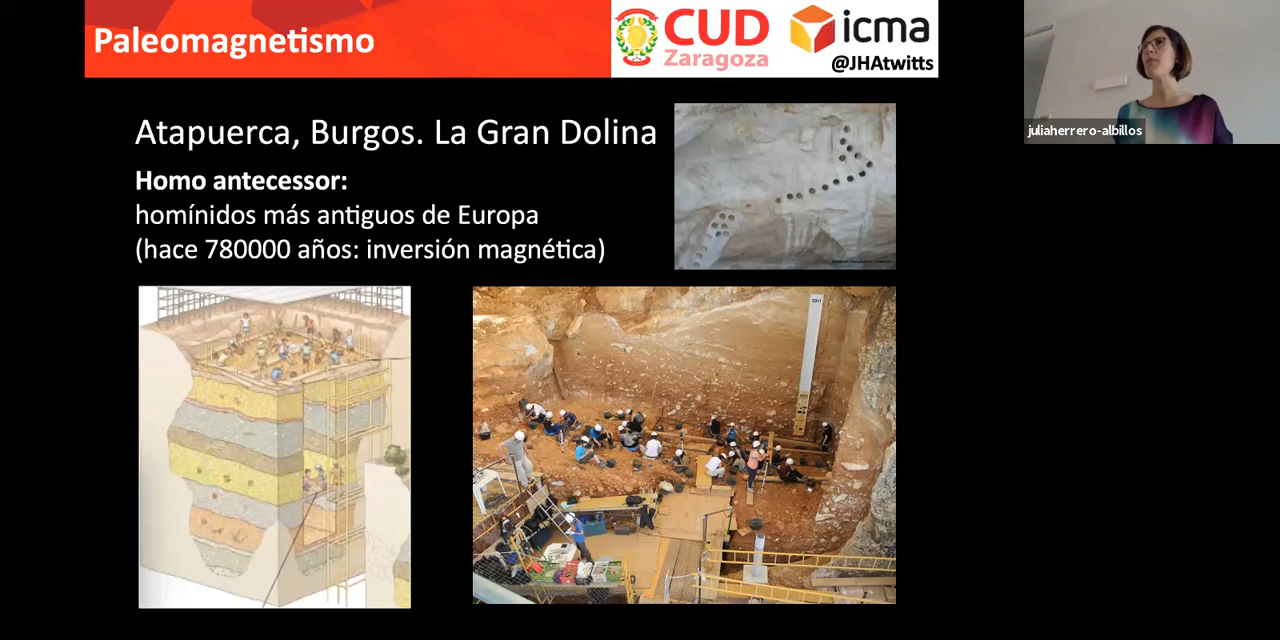 Paleomagnetismo
CUD
Zaragoza
icma
@JHAtwitts
juliaherrero-albillos
Atapuerca, Burgos. La Gran Dolina
Homo antecessor:
homínidos más antiguos de Europa
(hace 780000 años: inversión magnética)